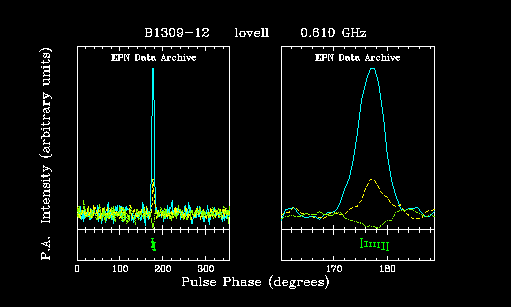 B1309-12 lovell 0.610 GHz
EPN Data Archive
EPN Data Archive
P.A. Intensity (arbitrary units)
0 100 200 300
170 180
Pulse Phase (degrees)